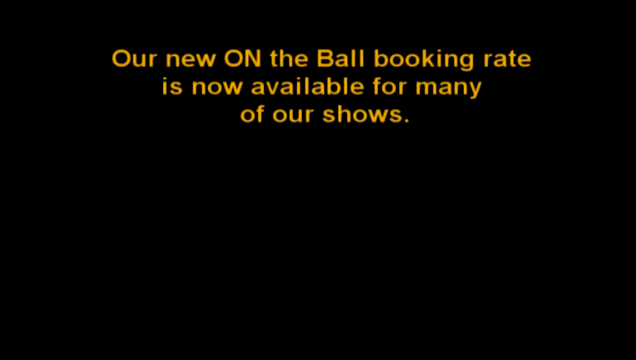 Our new ON the Ball booking rate
is now available for many
of our shows.